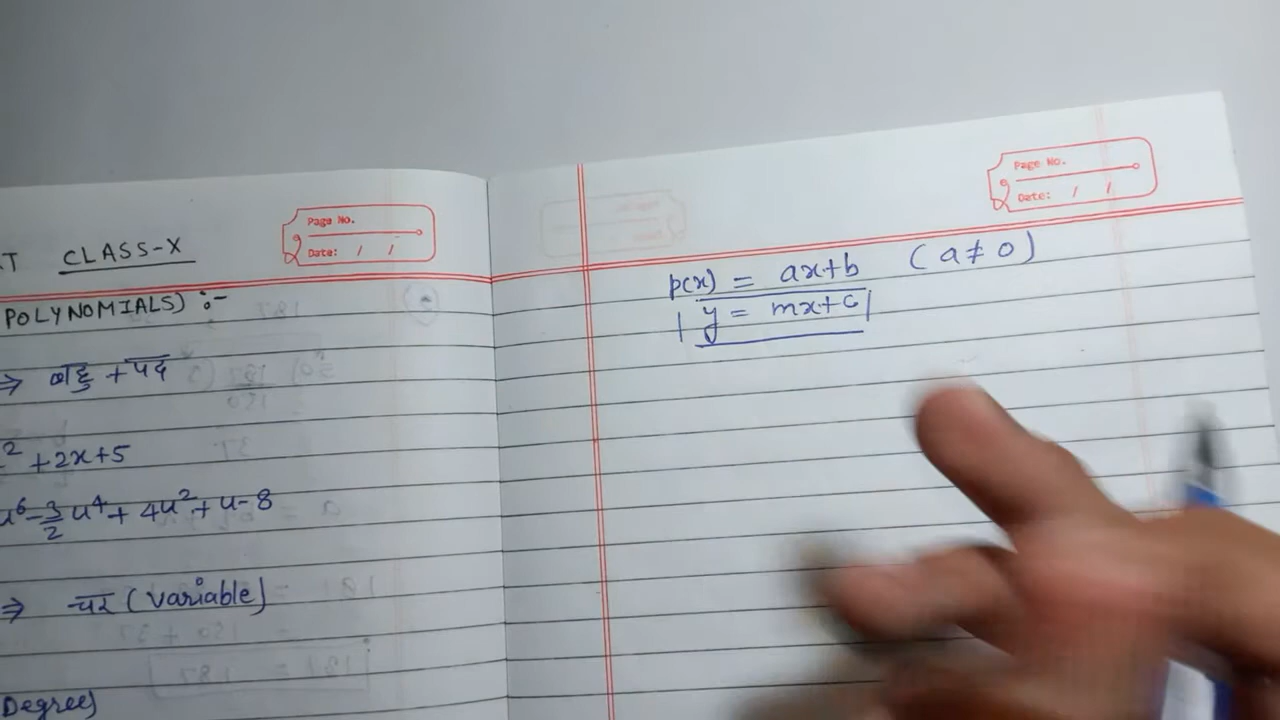 T CLASS-X
Page No.
Date: / /
POLYNOMIALS) :-
⇒ बहु + पद
² + 2x + 5
u⁶ - 3/2 u⁴ + 4u² + u - 8
⇒ चर (variable)
Degree)
Page No.
Date: / /
p(x) = ax+b (a ≠ 0)
| y = mx+c |